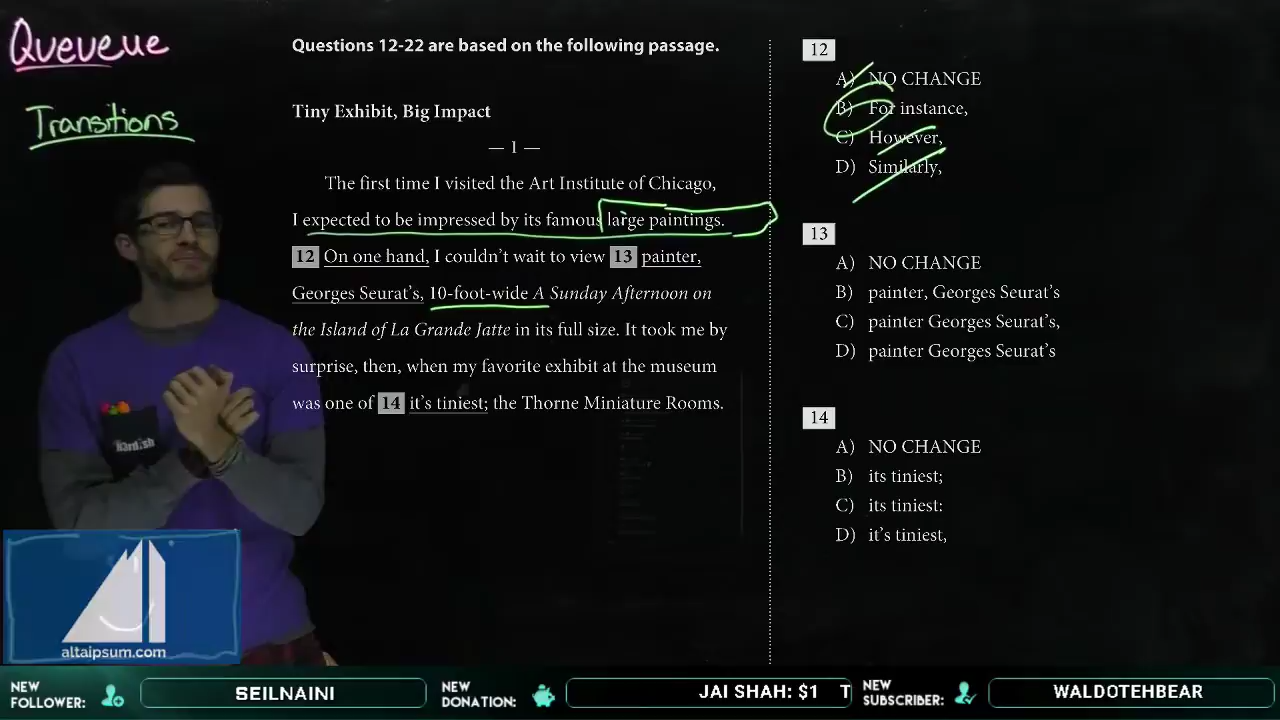 Queueue
Transitions
Questions 12-22 are based on the following passage.
Tiny Exhibit, Big Impact
— 1 —
The first time I visited the Art Institute of Chicago,
I expected to be impressed by its famous large paintings.
12 On one hand, I couldn't wait to view 13 painter,
Georges Seurat's, 10-foot-wide A Sunday Afternoon on
the Island of La Grande Jatte in its full size. It took me by
surprise, then, when my favorite exhibit at the museum
was one of 14 it's tiniest; the Thorne Miniature Rooms.
12
A) NO CHANGE
B) For instance,
C) However,
D) Similarly,
13
A) NO CHANGE
B) painter, Georges Seurat's
C) painter Georges Seurat's,
D) painter Georges Seurat's
14
A) NO CHANGE
B) its tiniest;
C) its tiniest:
D) it's tiniest,
altaipsum.com
NEW FOLLOWER: SEILNAINI
NEW DONATION: JAI SHAH: $1 T
NEW SUBSCRIBER: WALDOTEHBEAR